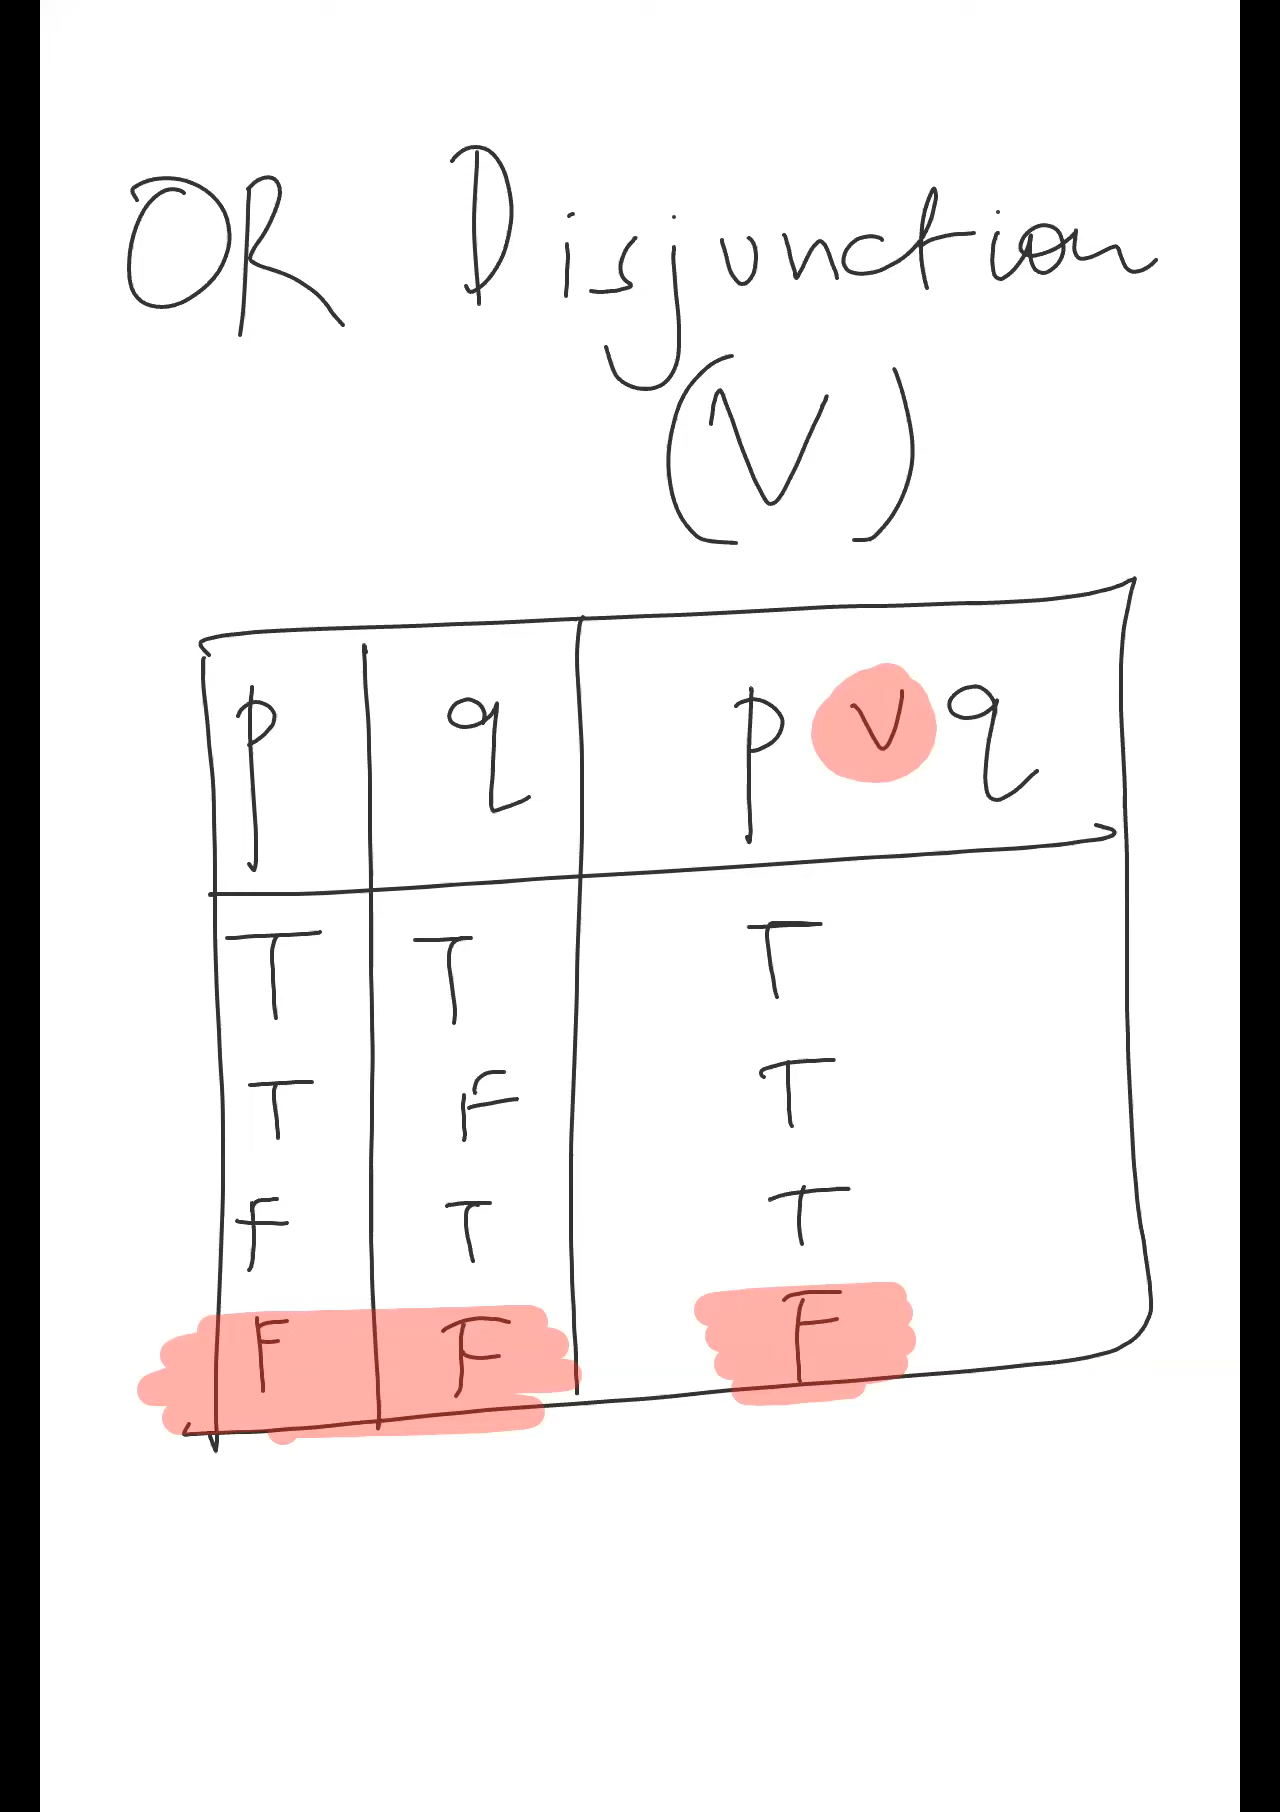 OR Disjunction
(V)
p q p v q
T T T
T F T
F T T
F F F